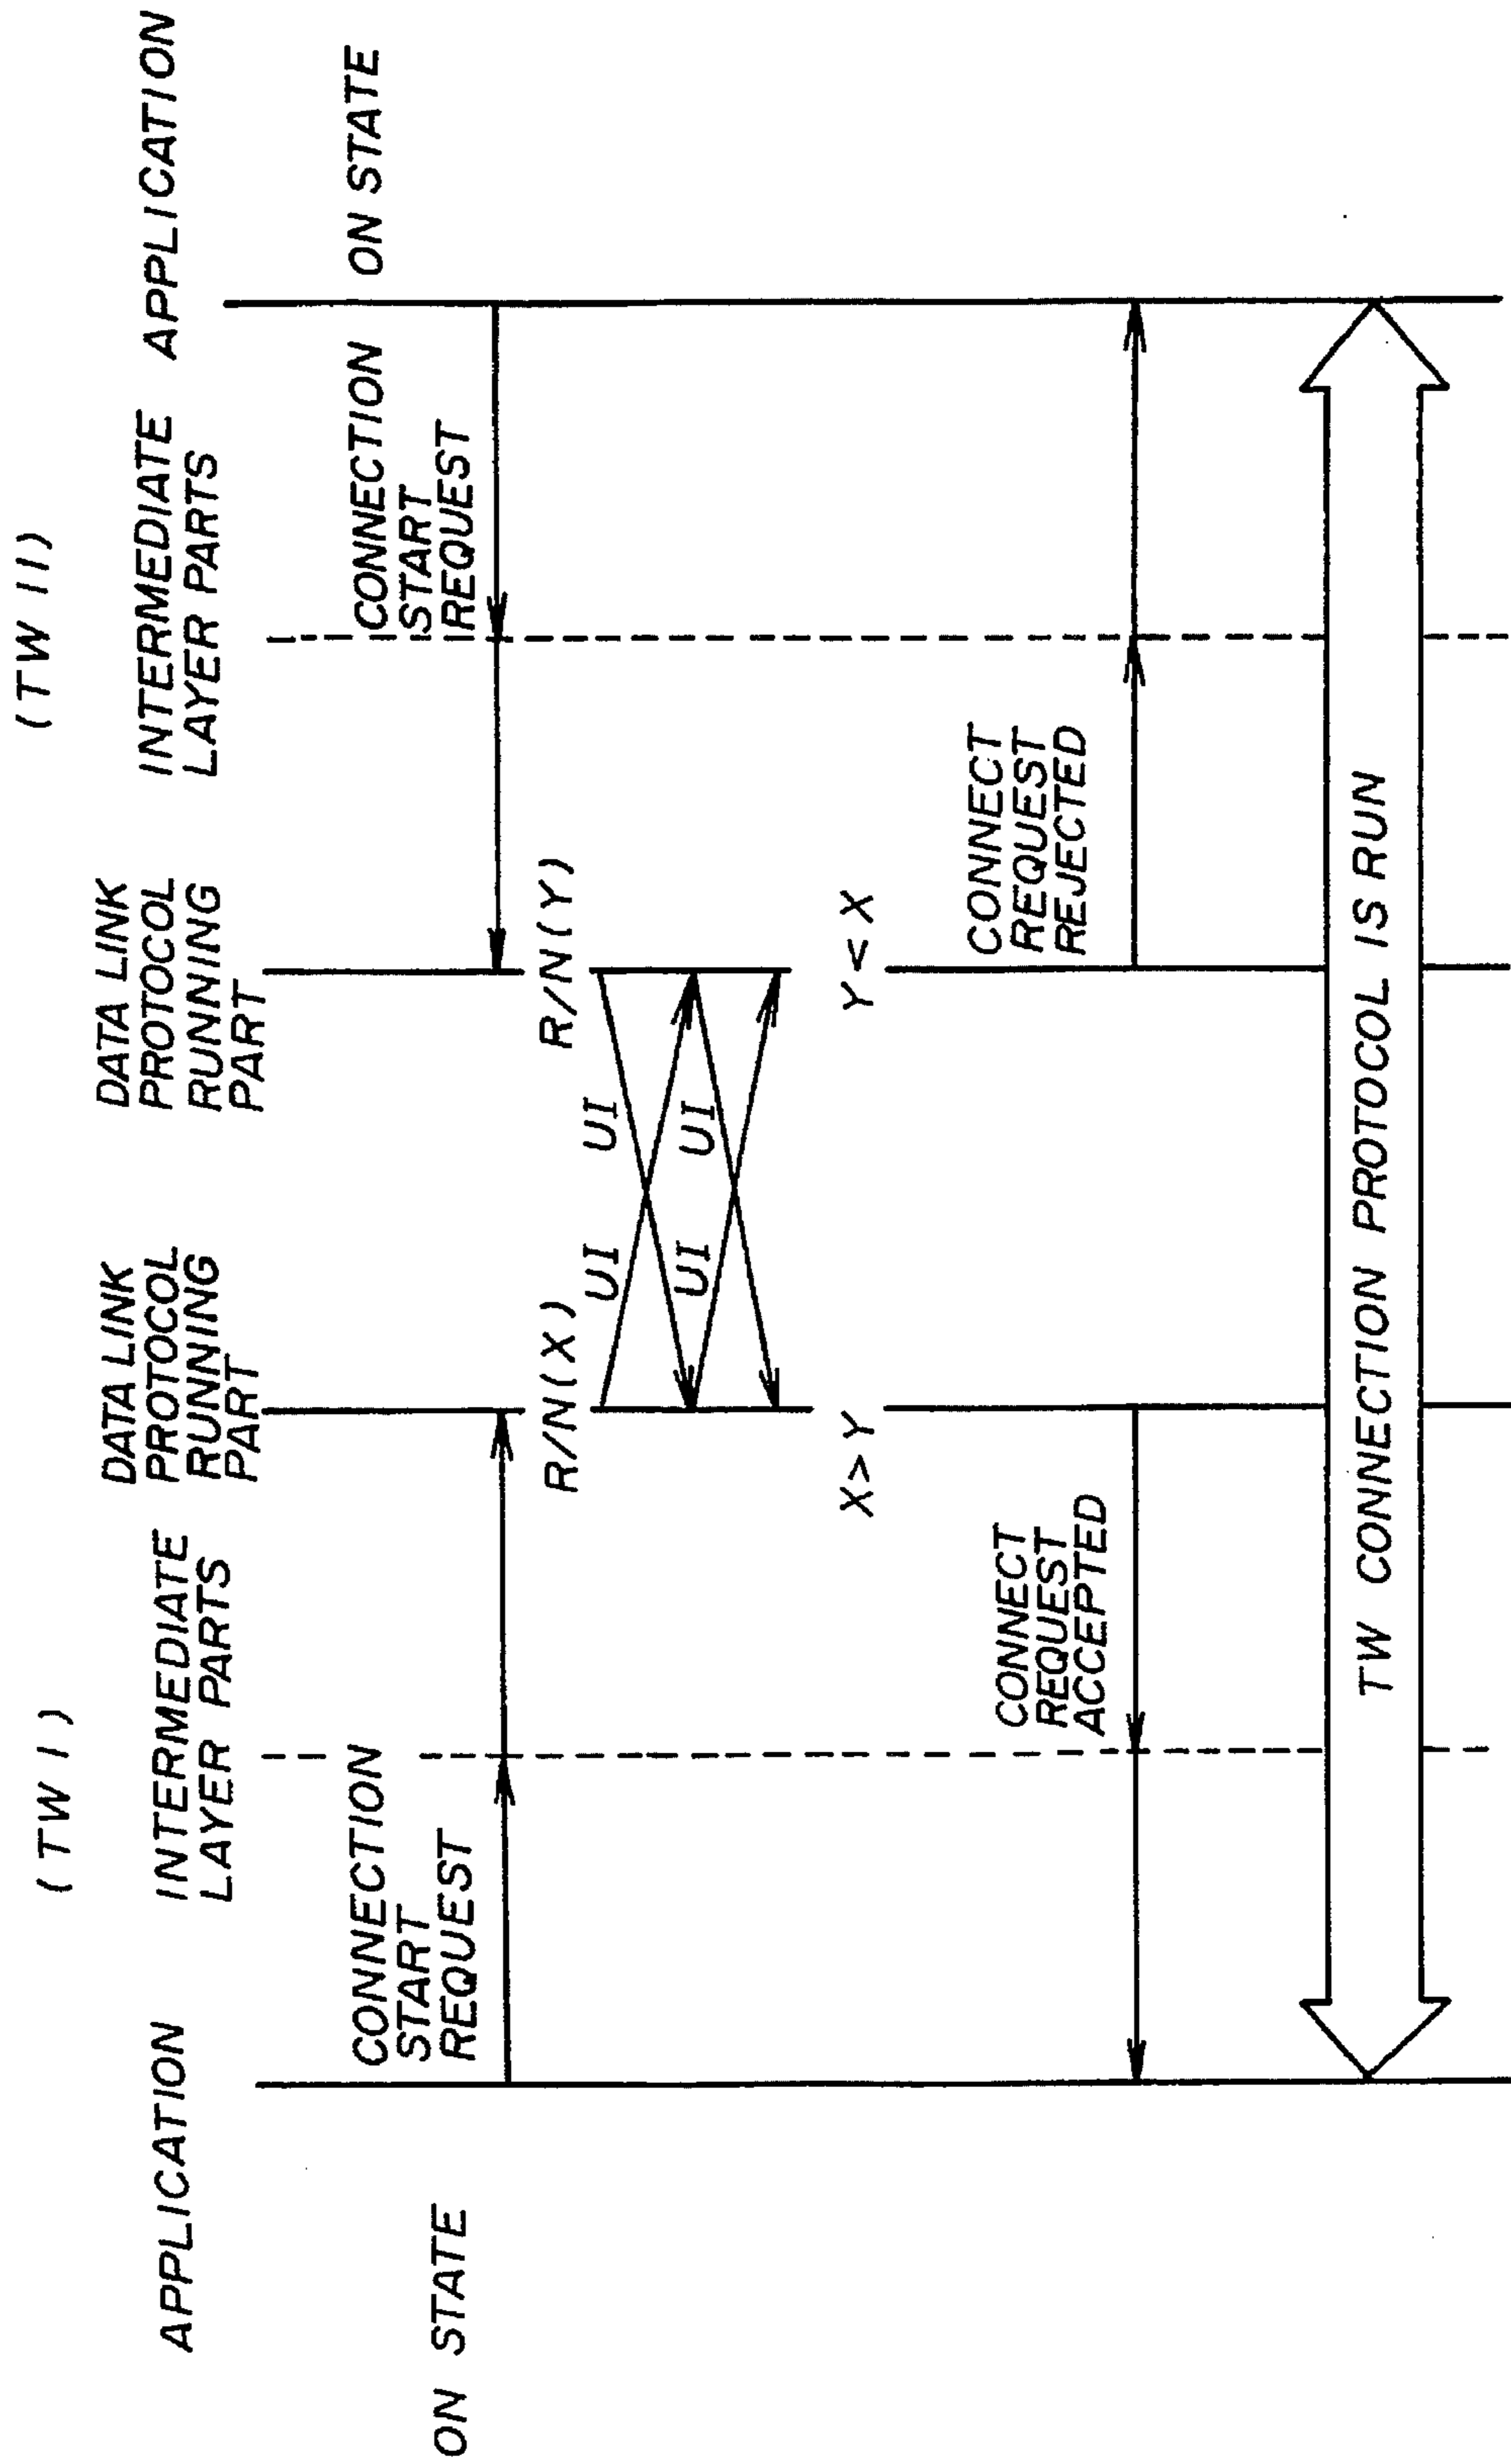 (TW I)
(TW II)
APPLICATION
INTERMEDIATE
LAYER PARTS
DATA LINK
PROTOCOL
RUNNING
PART
DATA LINK
PROTOCOL
RUNNING
PART
INTERMEDIATE
LAYER PARTS
APPLICATION
ON STATE
CONNECTION
START
REQUEST
CONNECTION
START
REQUEST
ON STATE
R/N(X)
R/N(Y)
UI
UI
UI
UI
X>Y
Y<X
CONNECT
REQUEST
ACCEPTED
CONNECT
REQUEST
REJECTED
TW CONNECTION PROTOCOL IS RUN